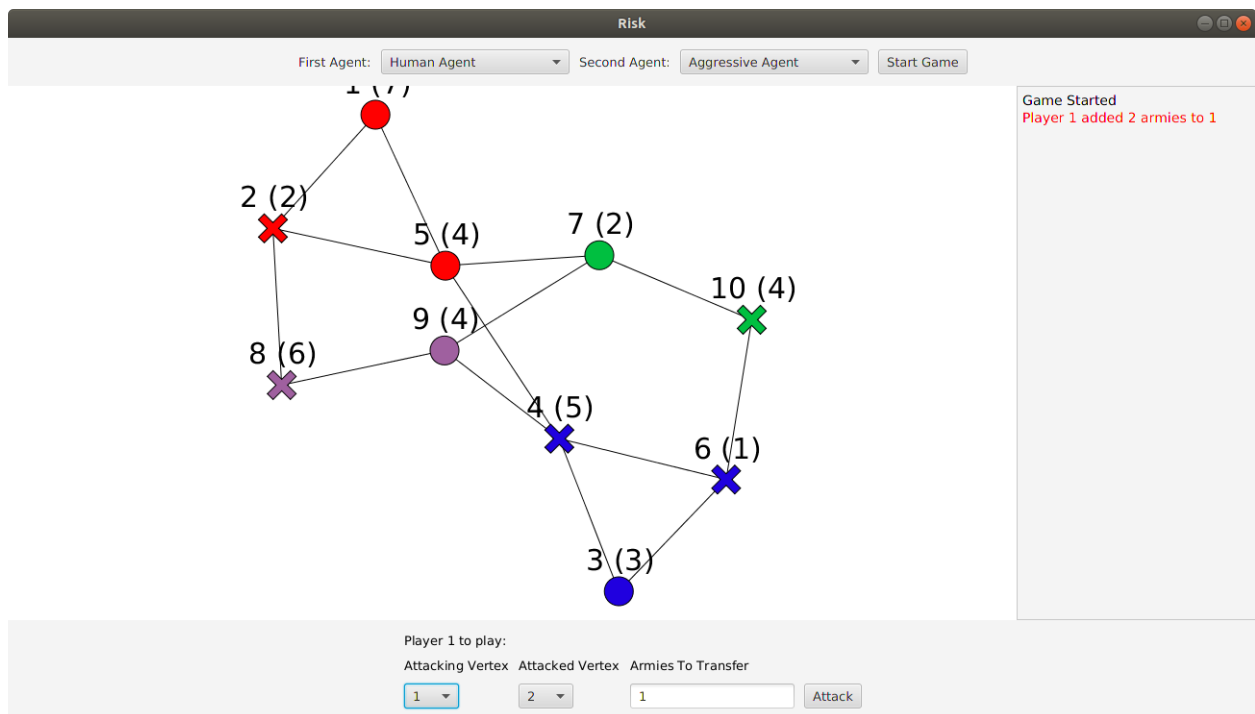 Risk
First Agent: Human Agent Second Agent: Aggressive Agent Start Game
1 (7)
2 (2)
7 (2)
5 (4)
10 (4)
9 (4)
8 (6)
4 (5)
6 (1)
3 (3)
Game Started
Player 1 added 2 armies to 1
Player 1 to play:
Attacking Vertex Attacked Vertex Armies To Transfer
1 2 1 Attack